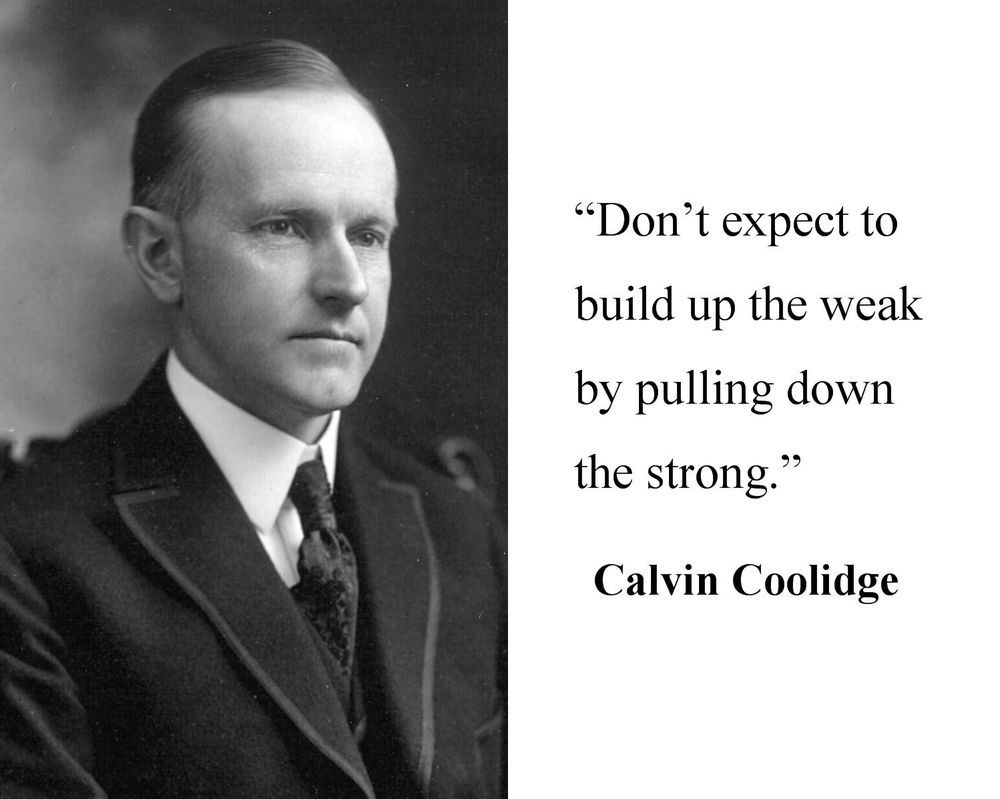 “Don’t expect to
build up the weak
by pulling down
the strong.”
Calvin Coolidge